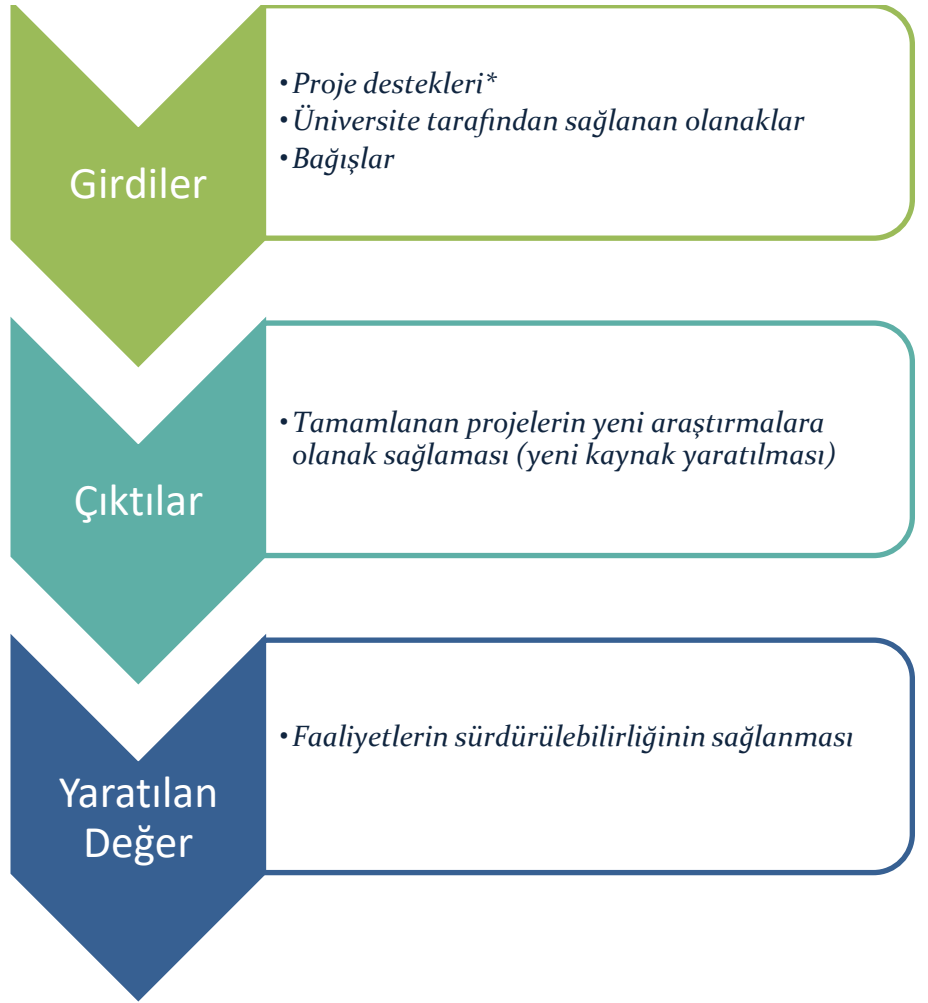 Girdiler
•Proje destekleri*
•Üniversite tarafından sağlanan olanaklar
•Bağışlar
Çıktılar
•Tamamlanan projelerin yeni araştırmalara
olanak sağlaması (yeni kaynak yaratılması)
Yaratılan
Değer
•Faaliyetlerin sürdürülebilirliğinin sağlanması